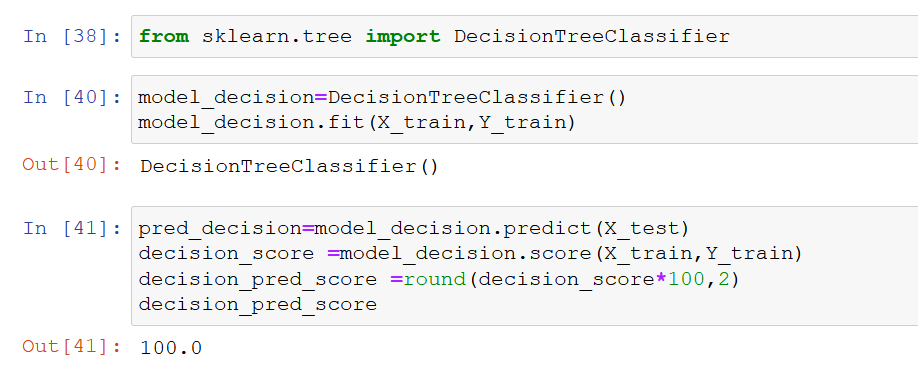 In [38]: from sklearn.tree import DecisionTreeClassifier
In [40]: model_decision=DecisionTreeClassifier()
model_decision.fit(X_train,Y_train)
Out[40]: DecisionTreeClassifier()
In [41]: pred_decision=model_decision.predict(X_test)
decision_score =model_decision.score(X_train,Y_train)
decision_pred_score =round(decision_score*100,2)
decision_pred_score
Out[41]: 100.0